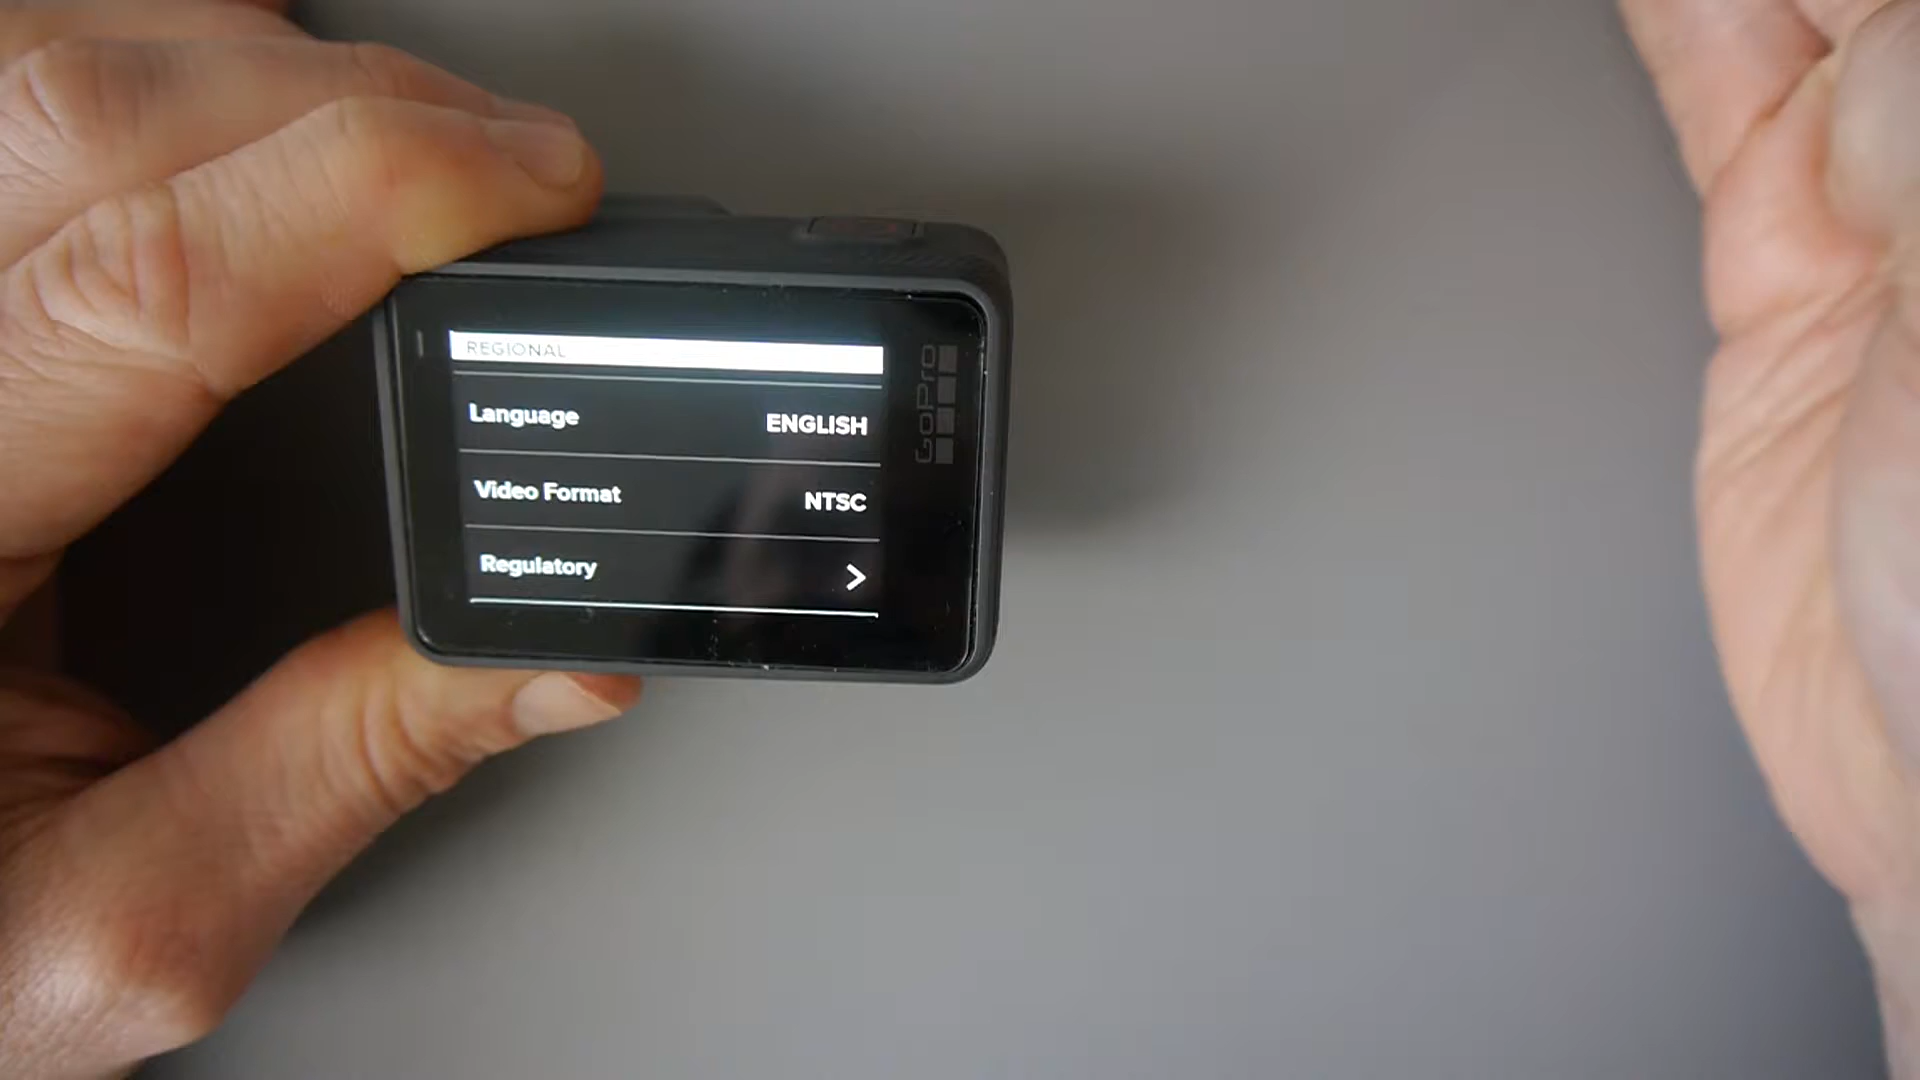 REGIONAL
Language ENGLISH
Video Format NTSC
Regulatory >
GoPro